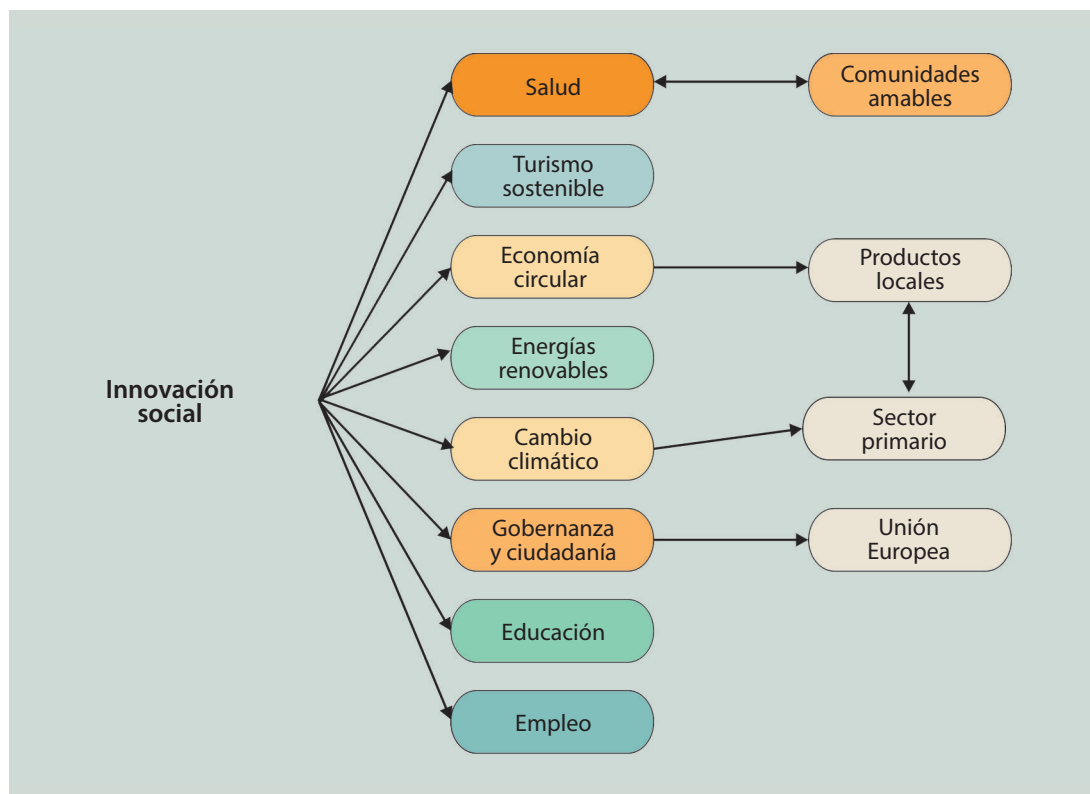 Innovación
social
Salud
Turismo
sostenible
Economía
circular
Energías
renovables
Cambio
climático
Gobernanza
y ciudadanía
Educación
Empleo
Comunidades
amables
Productos
locales
Sector
primario
Unión
Europea